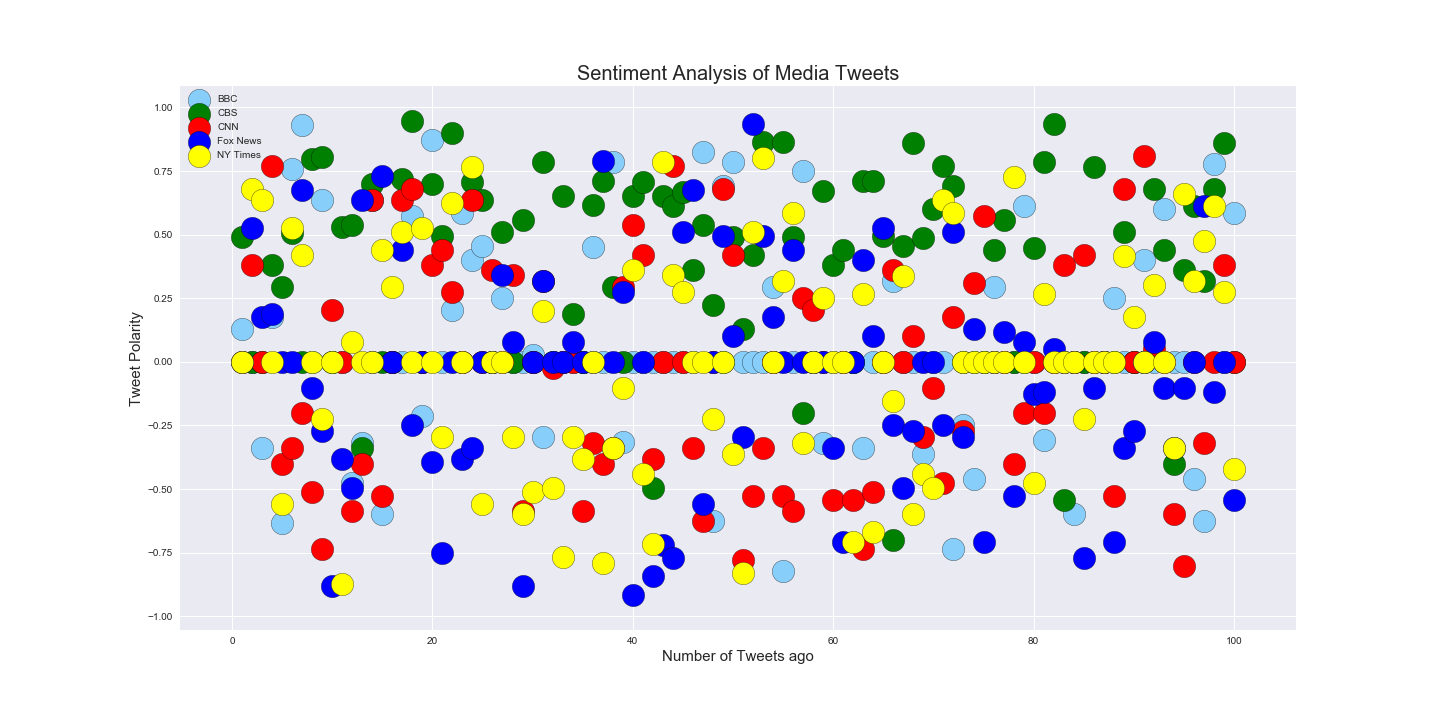 Sentiment Analysis of Media Tweets
BBC
CBS
CNN
Fox News
NY Times
1.00
0.75
0.50
0.25
0.00
−0.25
−0.50
−0.75
−1.00
Tweet Polarity
0 20 40 60 80 100
Number of Tweets ago